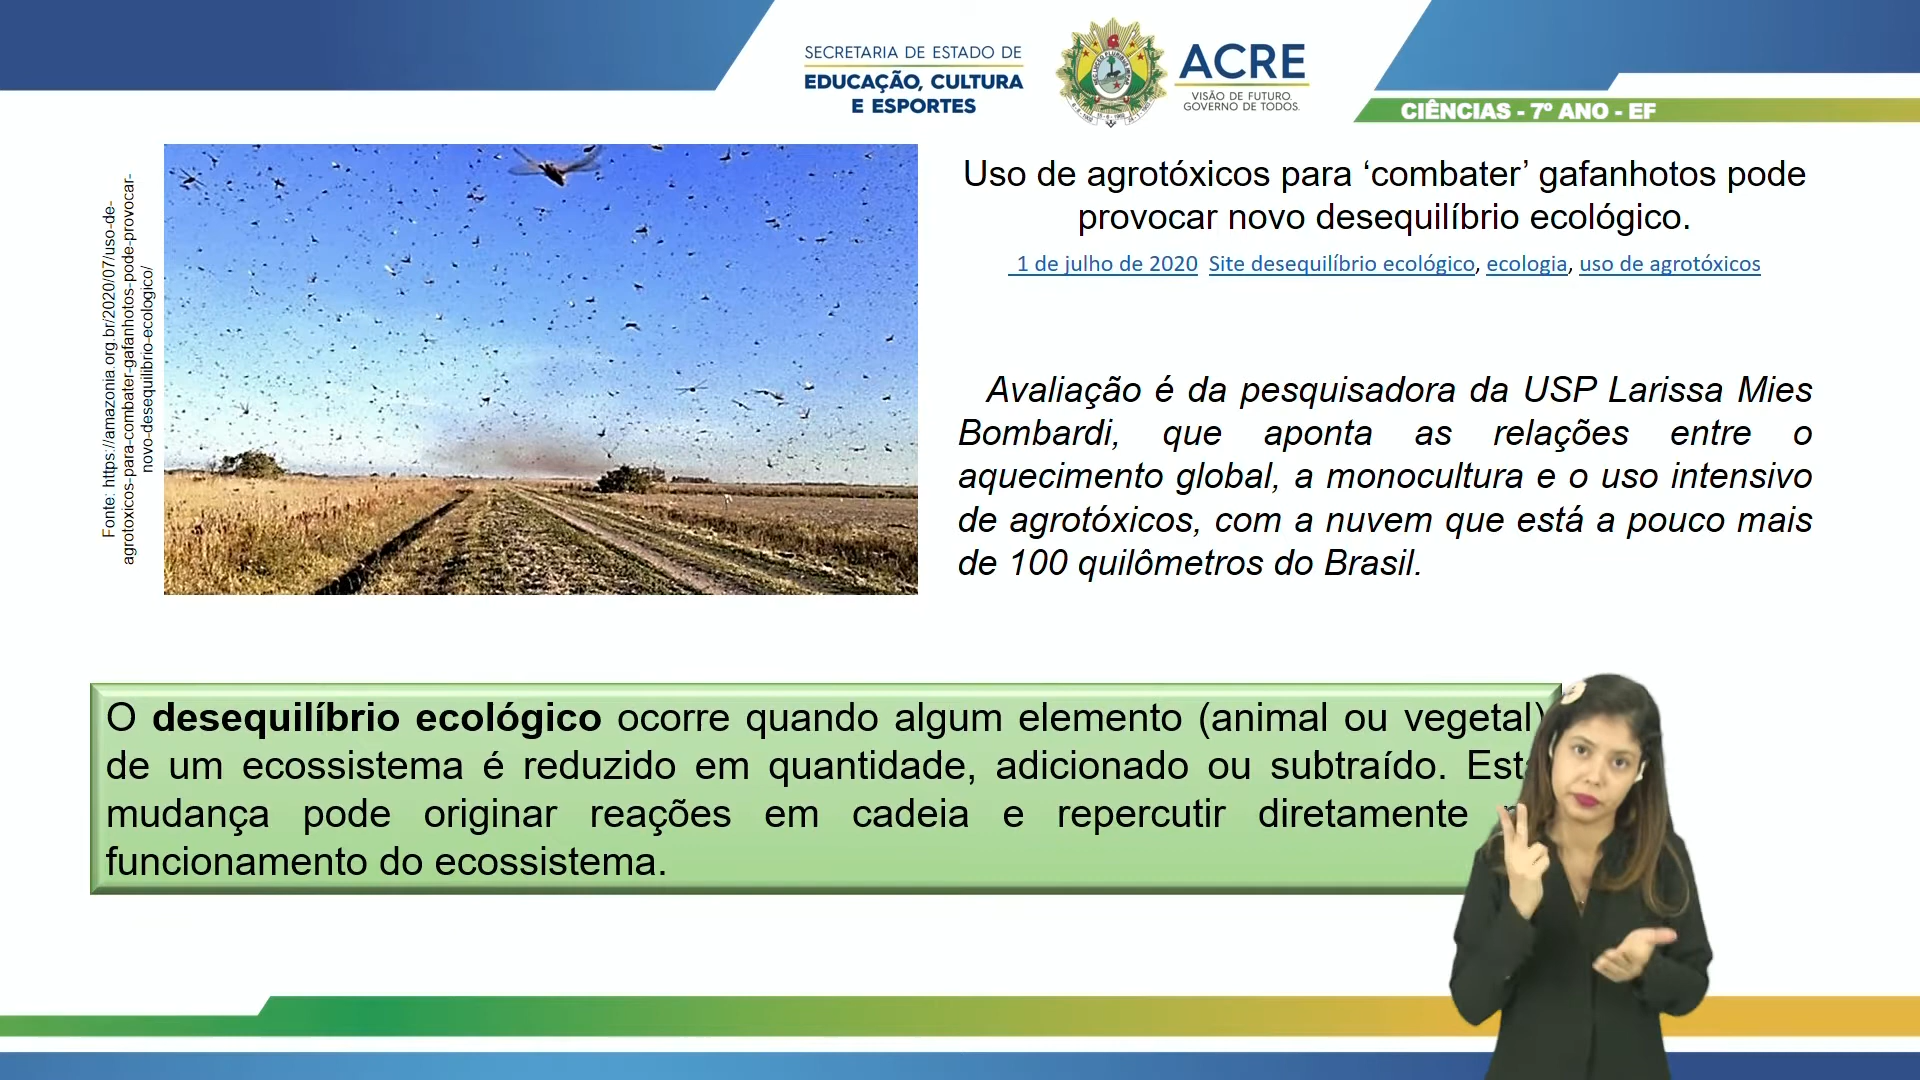 SECRETARIA DE ESTADO DE
EDUCAÇÃO, CULTURA
E ESPORTES
ACRE
VISÃO DE FUTURO.
GOVERNO DE TODOS.
CIÊNCIAS - 7º ANO - EF
Fonte: https://amazonia.org.br/2020/07/uso-de-
agrotoxicos-para-combater-gafanhotos-pode-provocar-
novo-desequilibrio-ecologico/
Uso de agrotóxicos para ‘combater’ gafanhotos pode
provocar novo desequilíbrio ecológico.
1 de julho de 2020 Site desequilíbrio ecológico, ecologia, uso de agrotóxicos
Avaliação é da pesquisadora da USP Larissa Mies
Bombardi, que aponta as relações entre o
aquecimento global, a monocultura e o uso intensivo
de agrotóxicos, com a nuvem que está a pouco mais
de 100 quilômetros do Brasil.
O desequilíbrio ecológico ocorre quando algum elemento (animal ou vegetal)
de um ecossistema é reduzido em quantidade, adicionado ou subtraído. Esta
mudança pode originar reações em cadeia e repercutir diretamente
funcionamento do ecossistema.